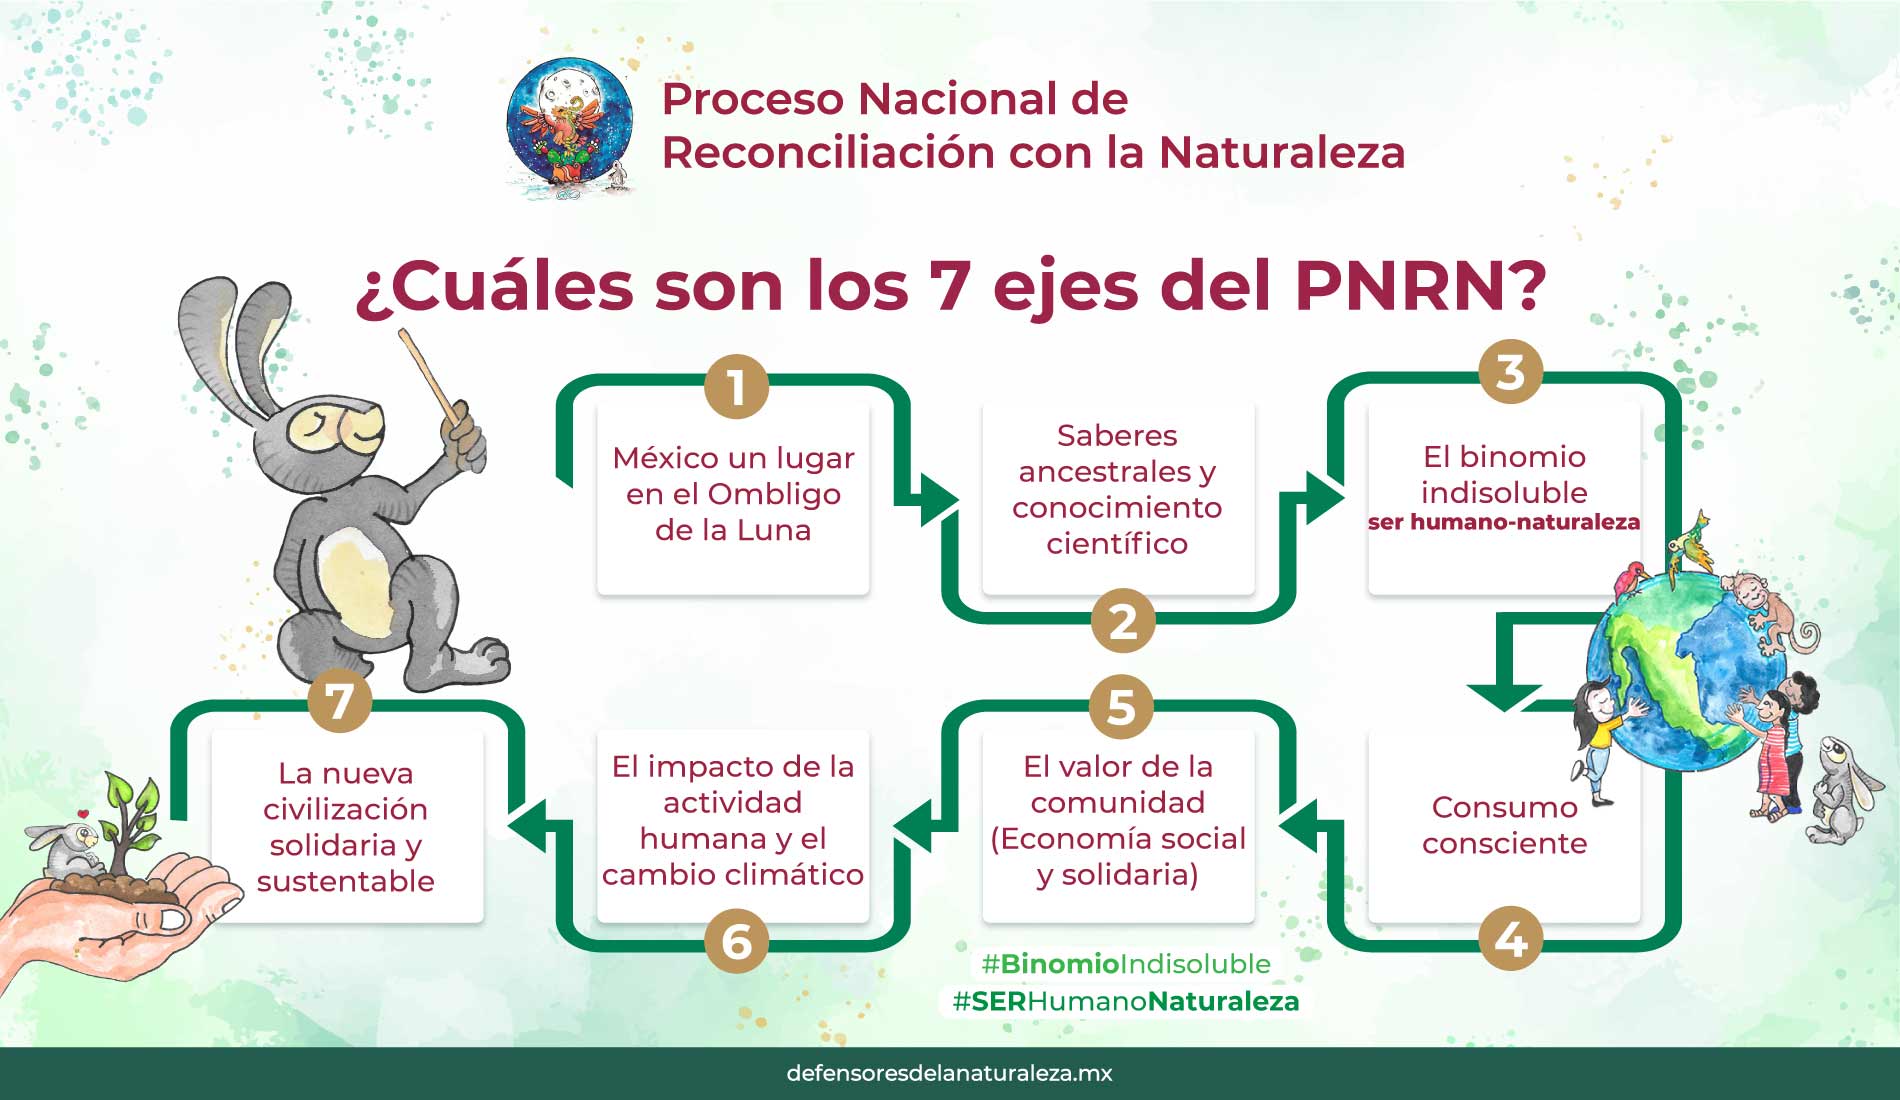 Proceso Nacional de
Reconciliación con la Naturaleza
¿Cuáles son los 7 ejes del PNRN?
1
México un lugar
en el Ombligo
de la Luna
Saberes
ancestrales y
conocimiento
científico
2
3
El binomio
indisoluble
ser humano-naturaleza
Consumo
consciente
4
5
El valor de la
comunidad
(Economía social
y solidaria)
El impacto de la
actividad
humana y el
cambio climático
6
7
La nueva
civilización
solidaria y
sustentable
#BinomioIndisoluble
#SERHumanoNaturaleza
defensoresdelanaturaleza.mx